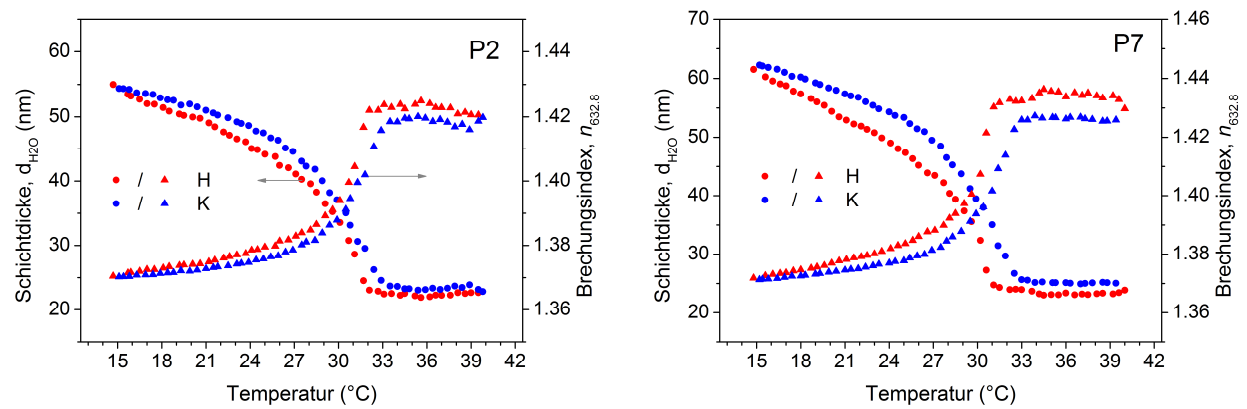 P2
Schichtdicke, d_H2O (nm)
60
50
40
30
20
1.44
1.42
1.40
1.38
1.36
Brechungsindex, n_632.8
/ H
/ K
15 18 21 24 27 30 33 36 39 42
Temperatur (°C)
P7
Schichtdicke, d_H2O (nm)
70
60
50
40
30
20
1.46
1.44
1.42
1.40
1.38
1.36
Brechungsindex, n_632.8
/ H
/ K
15 18 21 24 27 30 33 36 39 42
Temperatur (°C)